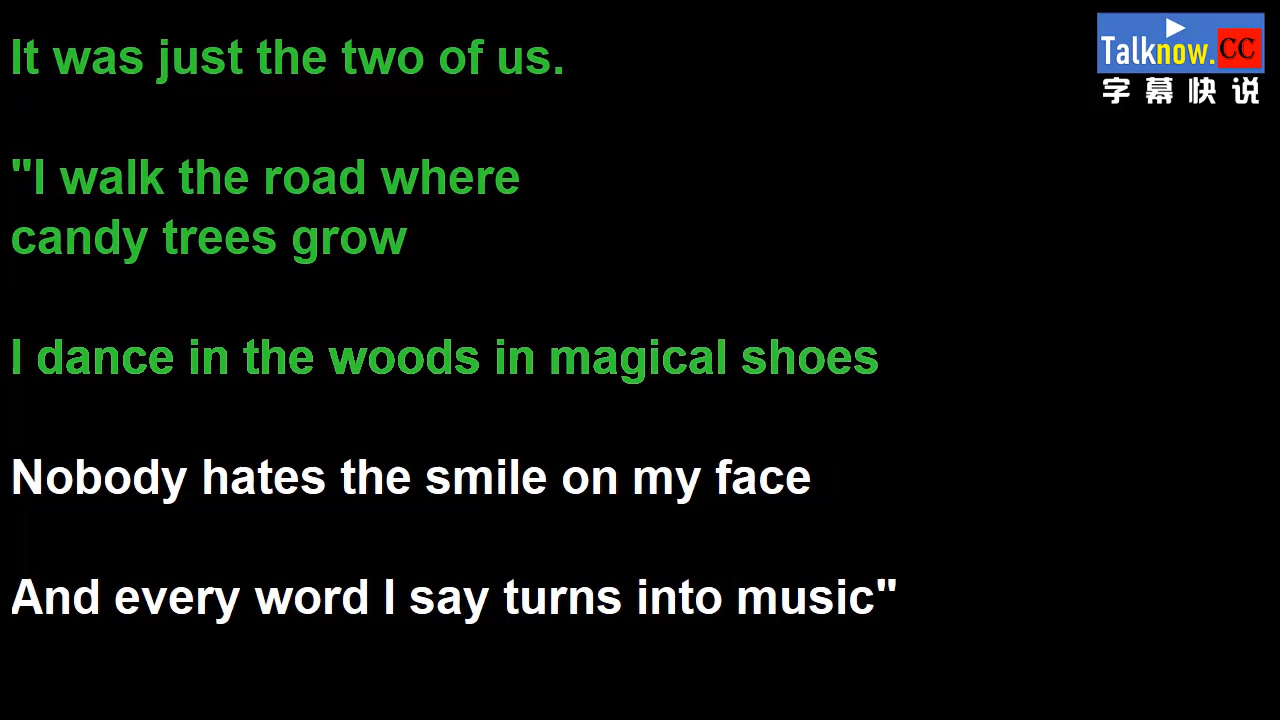 It was just the two of us.
Talknow.CC
字幕快说
"I walk the road where
candy trees grow
I dance in the woods in magical shoes
Nobody hates the smile on my face
And every word I say turns into music"